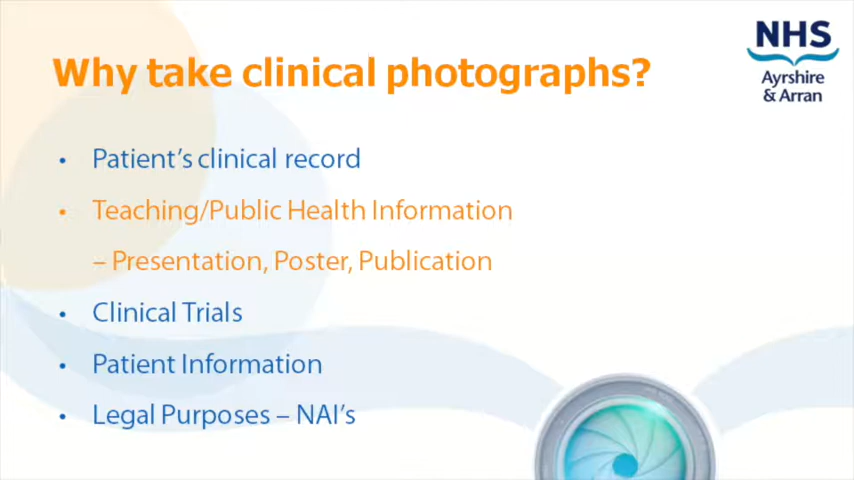 Why take clinical photographs?
NHS
Ayrshire
& Arran
• Patient's clinical record
• Teaching/Public Health Information
– Presentation, Poster, Publication
• Clinical Trials
• Patient Information
• Legal Purposes – NAI's